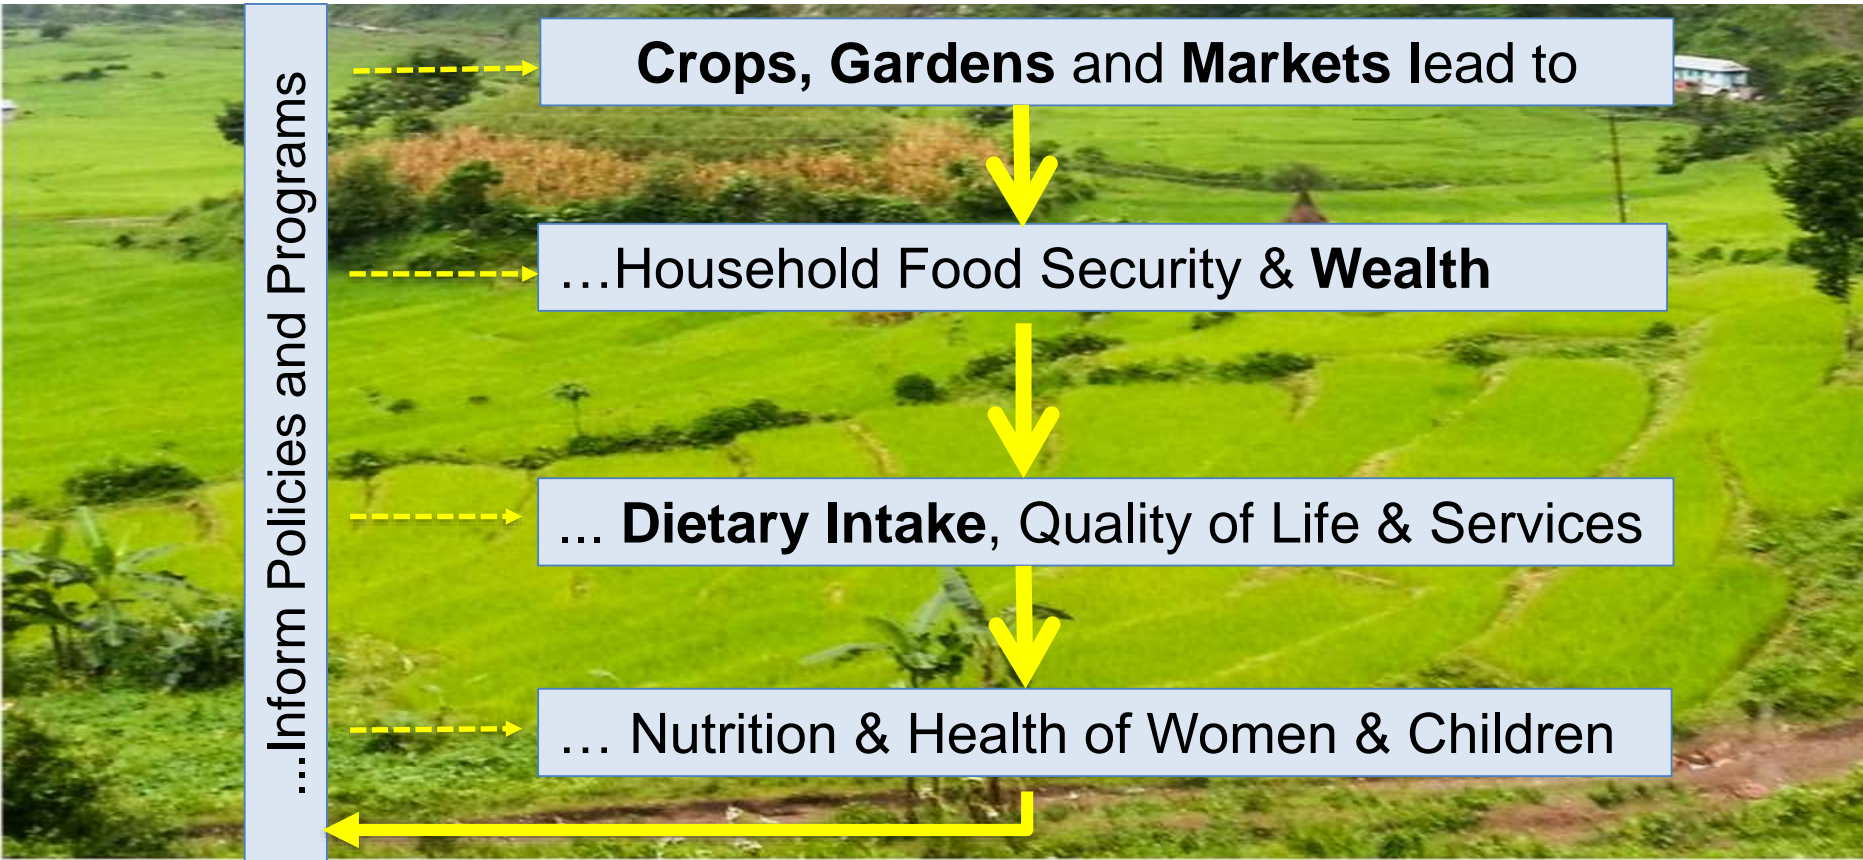 Crops, Gardens and Markets lead to
…Household Food Security & Wealth
... Dietary Intake, Quality of Life & Services
… Nutrition & Health of Women & Children
...Inform Policies and Programs